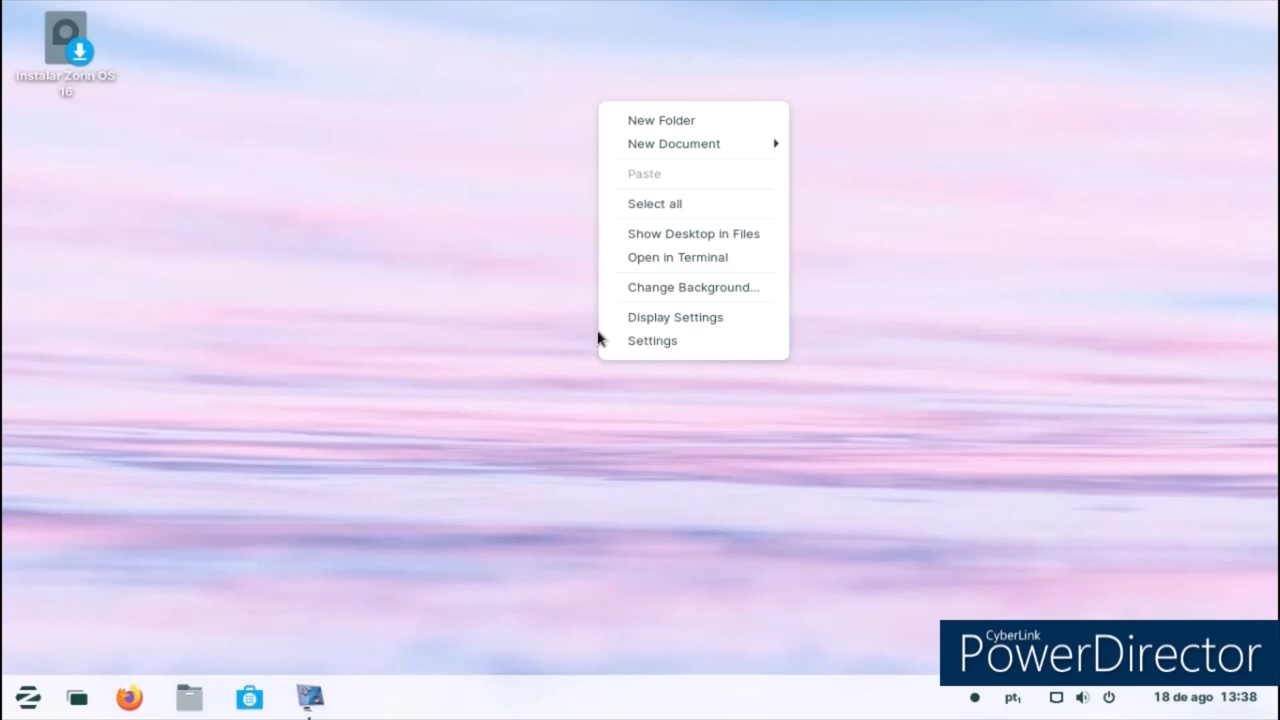 Instalar Zorin OS
16
New Folder
New Document
Paste
Select all
Show Desktop in Files
Open in Terminal
Change Background...
Display Settings
Settings
CyberLink
PowerDirector
pt₁
18 de ago 13:38